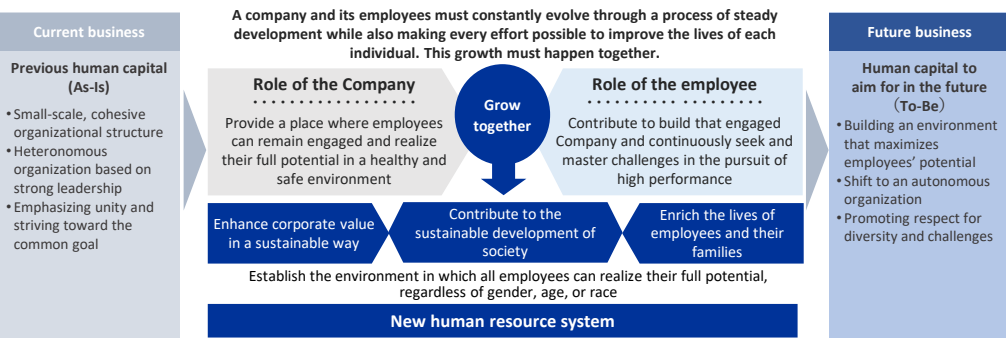 Current business
Previous human capital
(As-Is)
•Small-scale, cohesive
organizational structure
•Heteronomous
organization based on
strong leadership
•Emphasizing unity and
striving toward the
common goal
A company and its employees must constantly evolve through a process of steady
development while also making every effort possible to improve the lives of each
individual. This growth must happen together.
Role of the Company
Provide a place where employees
can remain engaged and realize
their full potential in a healthy and
safe environment
Grow
together
Role of the employee
Contribute to build that engaged
Company and continuously seek and
master challenges in the pursuit of
high performance
Enhance corporate value
in a sustainable way
Contribute to the
sustainable development of
society
Enrich the lives of
employees and their
families
Establish the environment in which all employees can realize their full potential,
regardless of gender, age, or race
New human resource system
Future business
Human capital to
aim for in the future
（To-Be）
•Building an environment
that maximizes
employees’ potential
•Shift to an autonomous
organization
•Promoting respect for
diversity and challenges